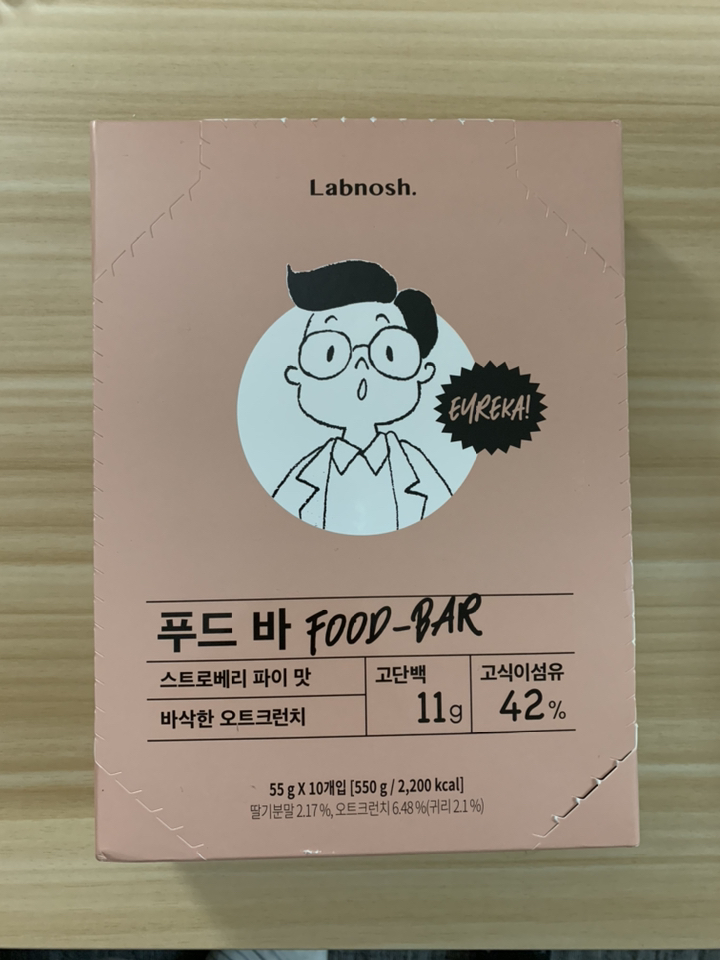 Labnosh.
EUREKA!
푸드 바 FOOD-BAR
스트로베리 파이 맛
바삭한 오트크런치
고단백
11g
고식이섬유
42%
55 g X 10개입 [550 g / 2,200 kcal]
딸기분말 2.17 %, 오트크런치 6.48 %(귀리 2.1 %)